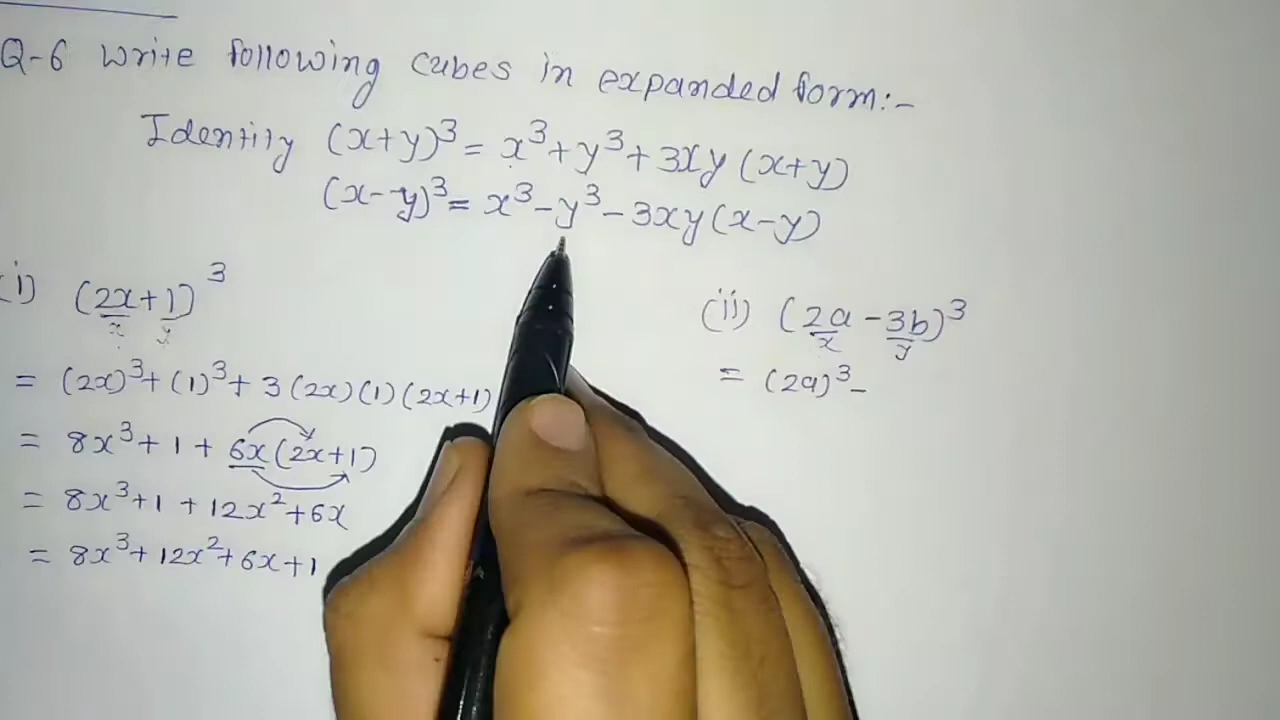 Q-6 Write following cubes in expanded form:-
Identity (x+y)³ = x³+y³+3xy(x+y)
(x-y)³ = x³-y³-3xy(x-y)
(i) (2x+1)³
x y
= (2x)³+(1)³+3(2x)(1)(2x+1)
= 8x³+1+6x(2x+1)
= 8x³+1+12x²+6x
= 8x³+12x²+6x+1
(ii) (2a-3b)³
x y
= (2a)³-